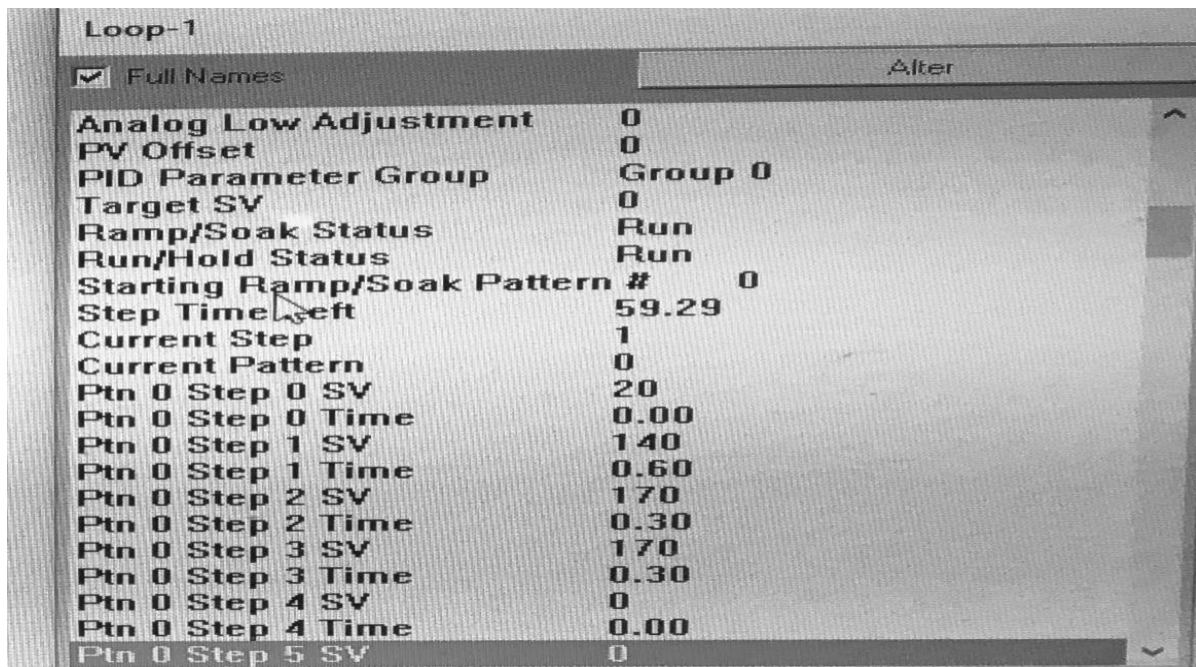 Loop-1
Full Names Alter
Analog Low Adjustment 0
PV Offset 0
PID Parameter Group Group 0
Target SV 0
Ramp/Soak Status Run
Run/Hold Status Run
Starting Ramp/Soak Pattern # 0
Step Time Left 59.29
Current Step 1
Current Pattern 0
Ptn 0 Step 0 SV 20
Ptn 0 Step 0 Time 0.00
Ptn 0 Step 1 SV 140
Ptn 0 Step 1 Time 0.60
Ptn 0 Step 2 SV 170
Ptn 0 Step 2 Time 0.30
Ptn 0 Step 3 SV 170
Ptn 0 Step 3 Time 0.30
Ptn 0 Step 4 SV 0
Ptn 0 Step 4 Time 0.00
Ptn 0 Step 5 SV 0